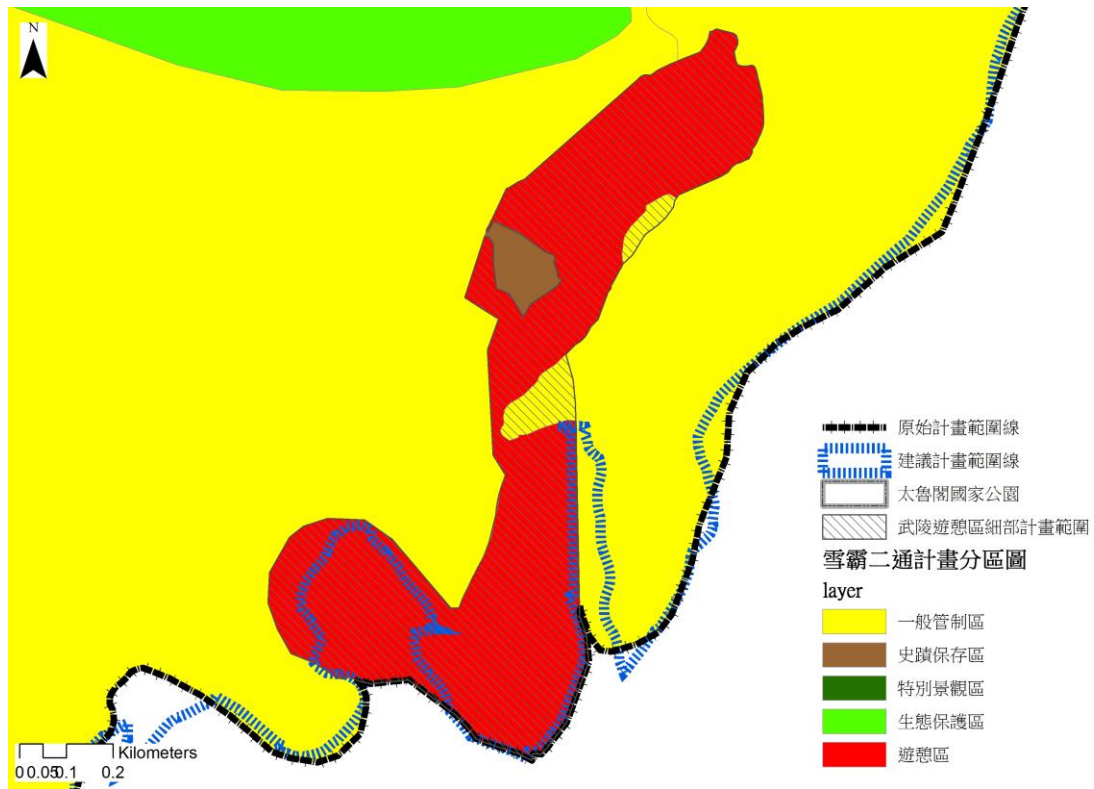 N
原始計畫範圍線
建議計畫範圍線
太魯閣國家公園
武陵遊憩區細部計畫範圍
雪霸二通計畫分區圖
layer
一般管制區
史蹟保存區
特別景觀區
生態保護區
遊憩區
Kilometers
0 0.05 0.1 0.2